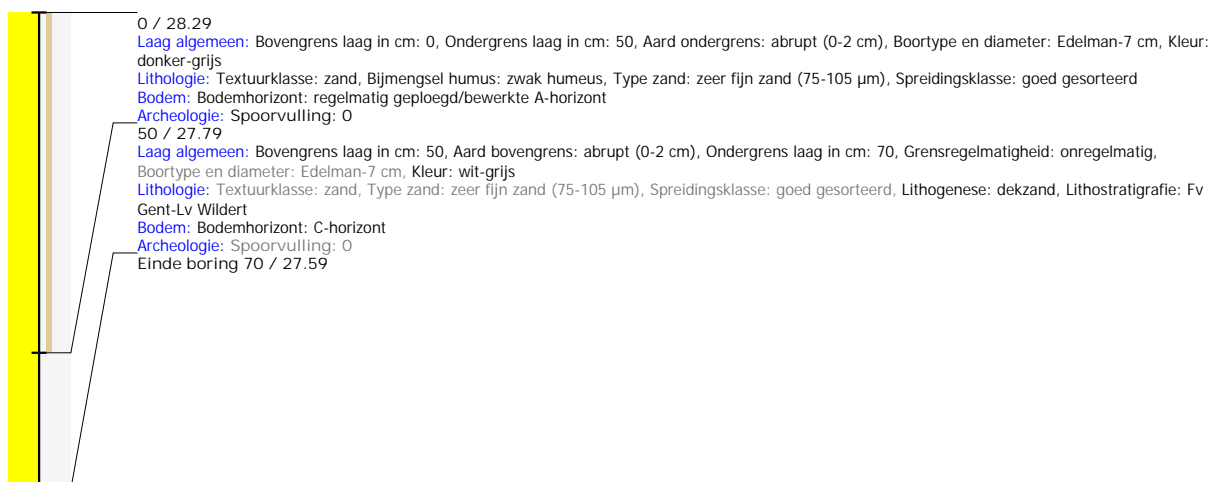 0 / 28.29
Laag algemeen: Bovengrens laag in cm: 0, Ondergrens laag in cm: 50, Aard ondergrens: abrupt (0-2 cm), Boortype en diameter: Edelman-7 cm, Kleur:
donker-grijs
Lithologie: Textuurklasse: zand, Bijmengsel humus: zwak humeus, Type zand: zeer fijn zand (75-105 µm), Spreidingsklasse: goed gesorteerd
Bodem: Bodemhorizont: regelmatig geploegd/bewerkte A-horizont
Archeologie: Spoorvulling: 0
50 / 27.79
Laag algemeen: Bovengrens laag in cm: 50, Aard bovengrens: abrupt (0-2 cm), Ondergrens laag in cm: 70, Grensregelmatigheid: onregelmatig,
Boortype en diameter: Edelman-7 cm, Kleur: wit-grijs
Lithologie: Textuurklasse: zand, Type zand: zeer fijn zand (75-105 µm), Spreidingsklasse: goed gesorteerd, Lithogenese: dekzand, Lithostratigrafie: Fv
Gent-Lv Wildert
Bodem: Bodemhorizont: C-horizont
Archeologie: Spoorvulling: 0
Einde boring 70 / 27.59